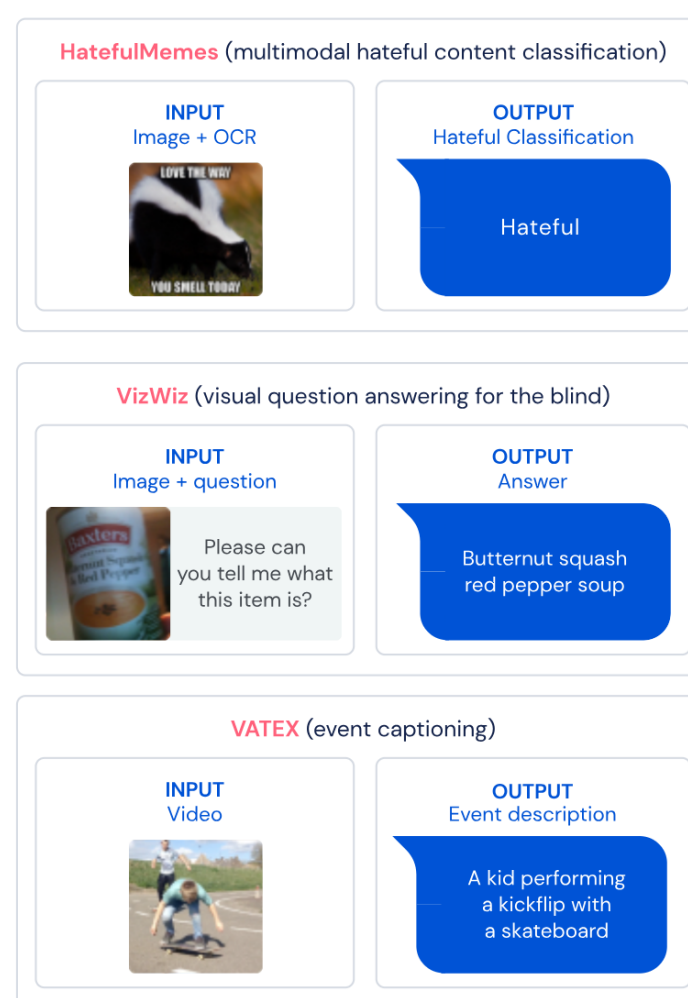 HatefulMemes (multimodal hateful content classification)
INPUT
Image + OCR
LOVE THE WAY
YOU SMELL TODAY
OUTPUT
Hateful Classification
Hateful
VizWiz (visual question answering for the blind)
INPUT
Image + question
Baxters
Squash
Red Pepper
Please can
you tell me what
this item is?
OUTPUT
Answer
Butternut squash
red pepper soup
VATEX (event captioning)
INPUT
Video
OUTPUT
Event description
A kid performing
a kickflip with
a skateboard